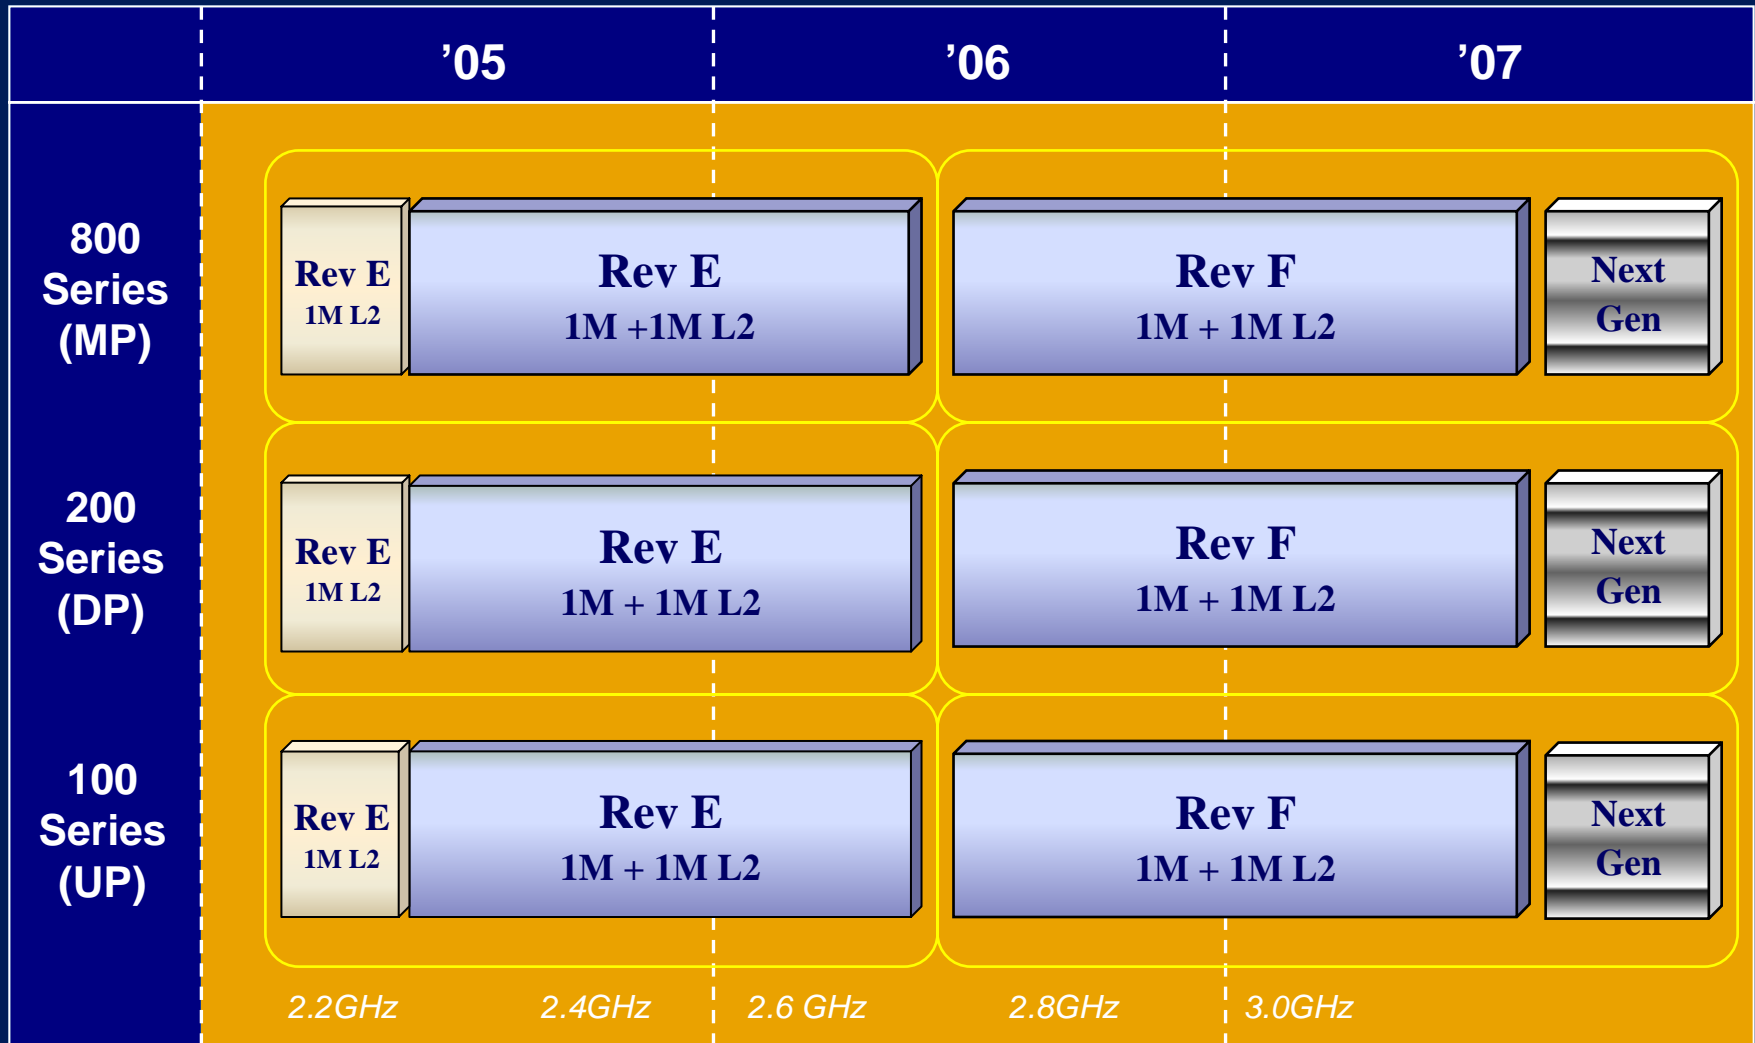 ’05
’06
’07
800
Series
(MP)
Rev E
1M L2
Rev E
1M +1M L2
Rev F
1M + 1M L2
Next
Gen
200
Series
(DP)
Rev E
1M L2
Rev E
1M + 1M L2
Rev F
1M + 1M L2
Next
Gen
100
Series
(UP)
Rev E
1M L2
Rev E
1M + 1M L2
Rev F
1M + 1M L2
Next
Gen
2.2GHz
2.4GHz
2.6 GHz
2.8GHz
3.0GHz